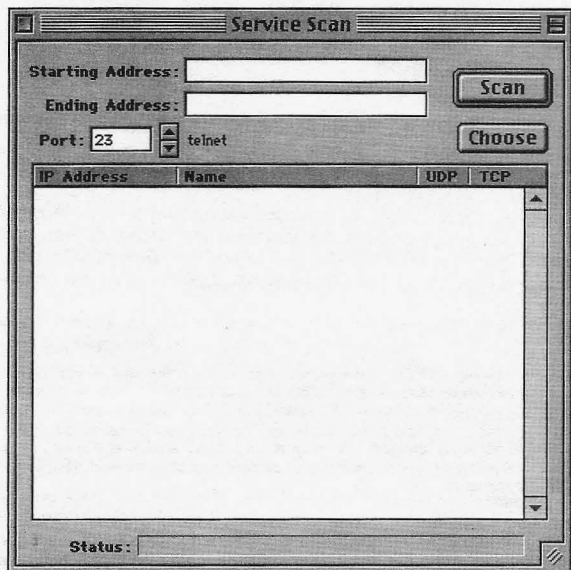 Service Scan
Starting Address:
Scan
Ending Address:
Port: 23 telnet
Choose
IP Address Name UDP TCP
Status: